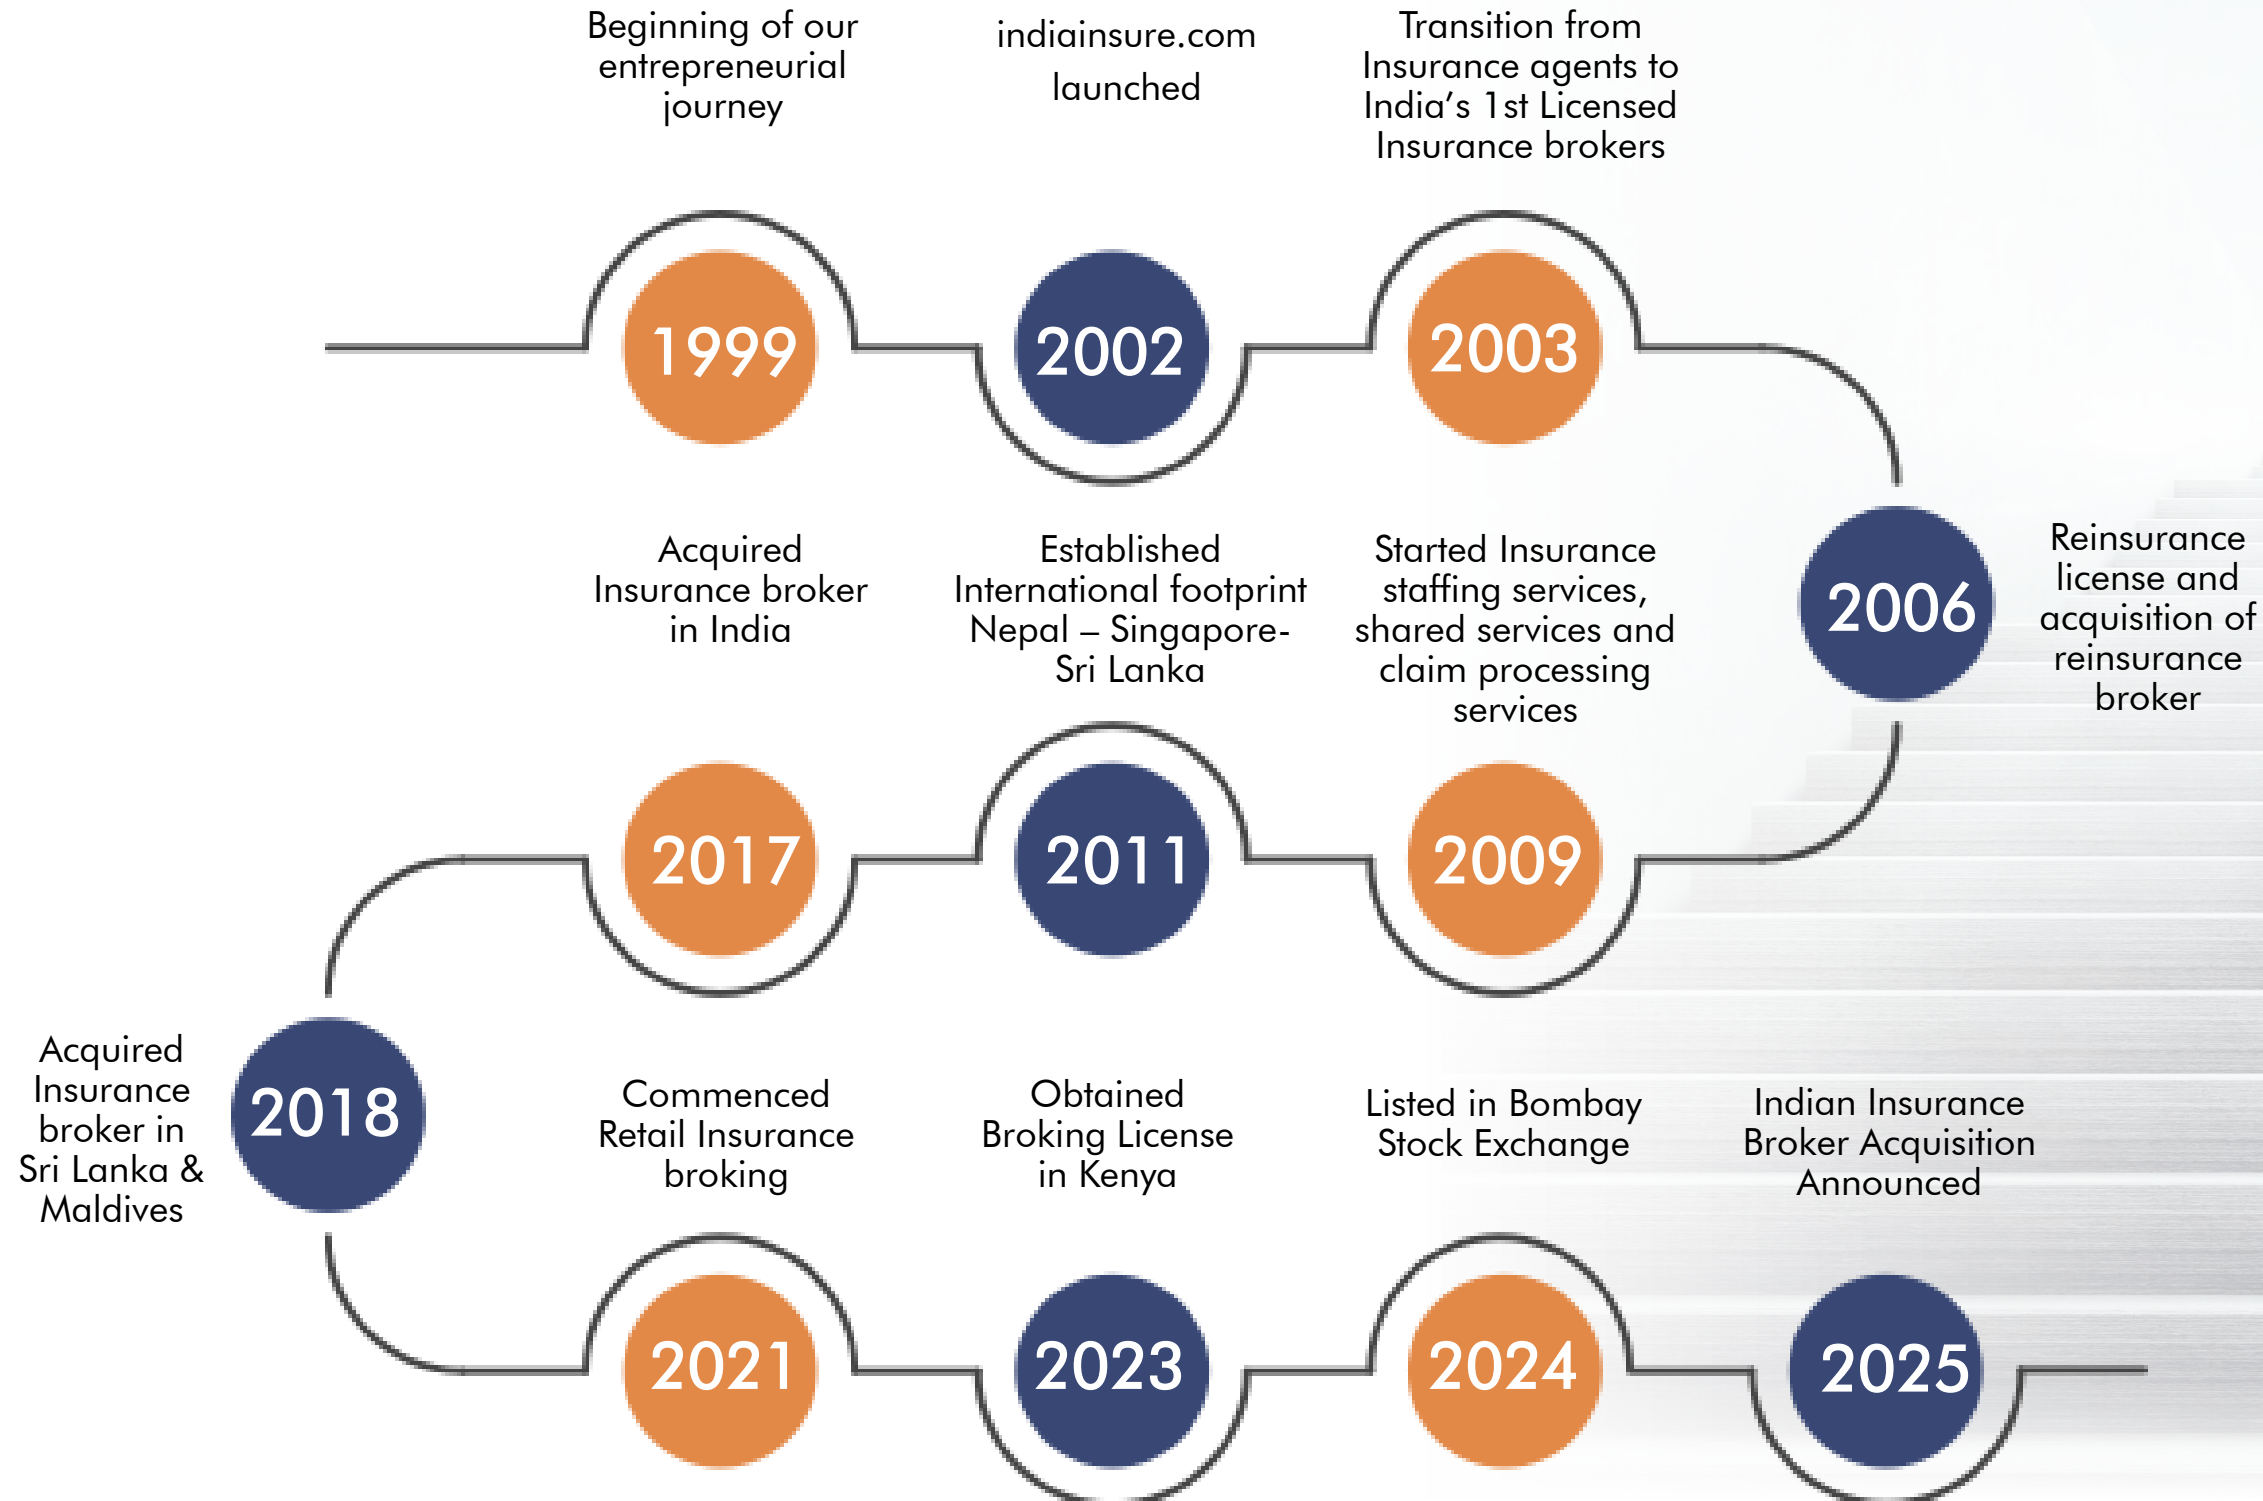 Beginning of our
entrepreneurial
journey
indiainsure.com
launched
Transition from
Insurance agents to
India's 1st Licensed
Insurance brokers
1999
2002
2003
2006
Reinsurance
license and
acquisition of
reinsurance
broker
Started Insurance
staffing services,
shared services and
claim processing
services
2009
Established
International footprint
Nepal – Singapore-
Sri Lanka
2011
Acquired
Insurance broker
in India
2017
Acquired
Insurance
broker in
Sri Lanka &
Maldives
2018
Commenced
Retail Insurance
broking
2021
Obtained
Broking License
in Kenya
2023
Listed in Bombay
Stock Exchange
2024
Indian Insurance
Broker Acquisition
Announced
2025